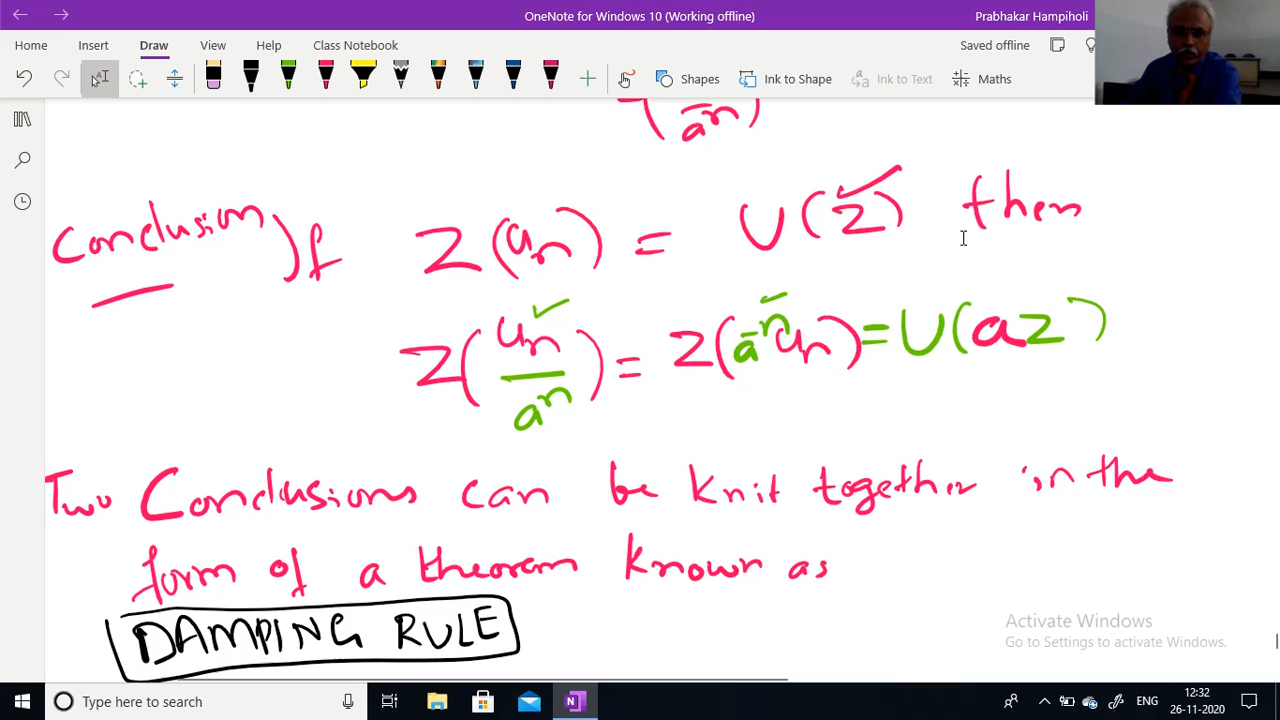 OneNote for Windows 10 (Working offline)
Prabhakar Hampiholi
Home Insert Draw View Help Class Notebook
Saved offline
Shapes Ink to Shape Ink to Text Maths
(a⁻ⁿ)
Conclusion If Z(uₙ) = U(z) then
Z(uₙ/aⁿ) = Z(a⁻ⁿuₙ) = U(az)
Two Conclusions can be knit together in the
form of a theoram known as
DAMPING RULE
Activate Windows
Go to Settings to activate Windows.
Type here to search
ENG
12:32
26-11-2020